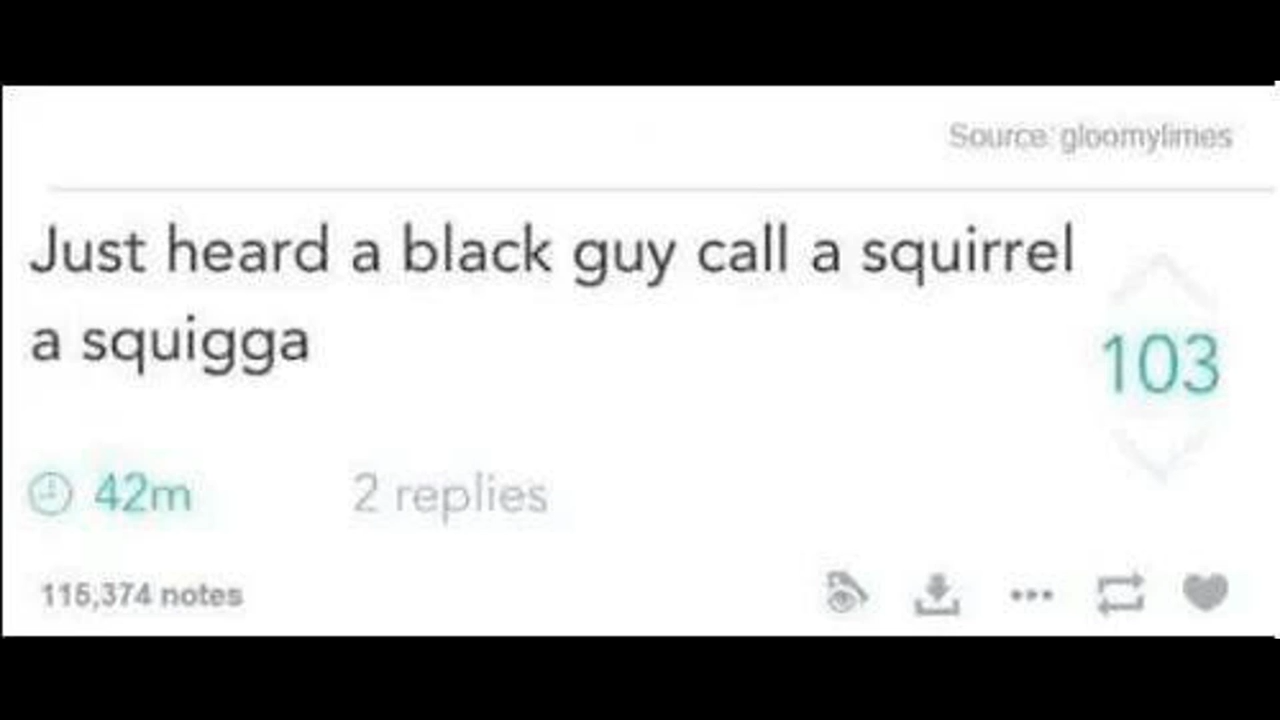 Source: gloomylimes
Just heard a black guy call a squirrel
a squigga
103
42m 2 replies
115,374 notes